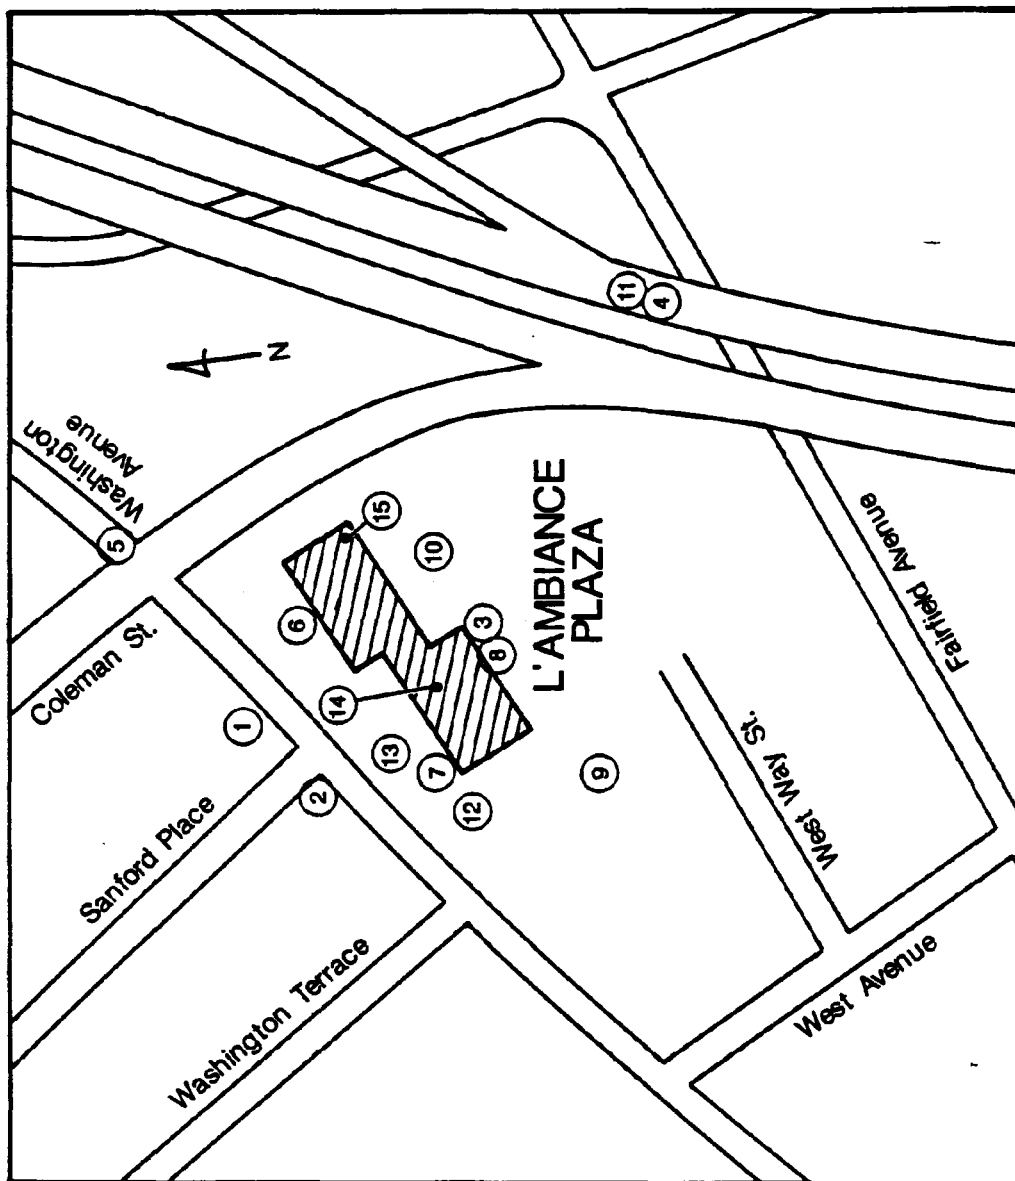 Washington
Avenue
5
Coleman St.
6
15
10
1
14
3
8
13
7
2
12
9
11
4
N
L'AMBIANCE
PLAZA
Sanford Place
Washington Terrace
West Way St.
West Avenue
Fairfield Avenue